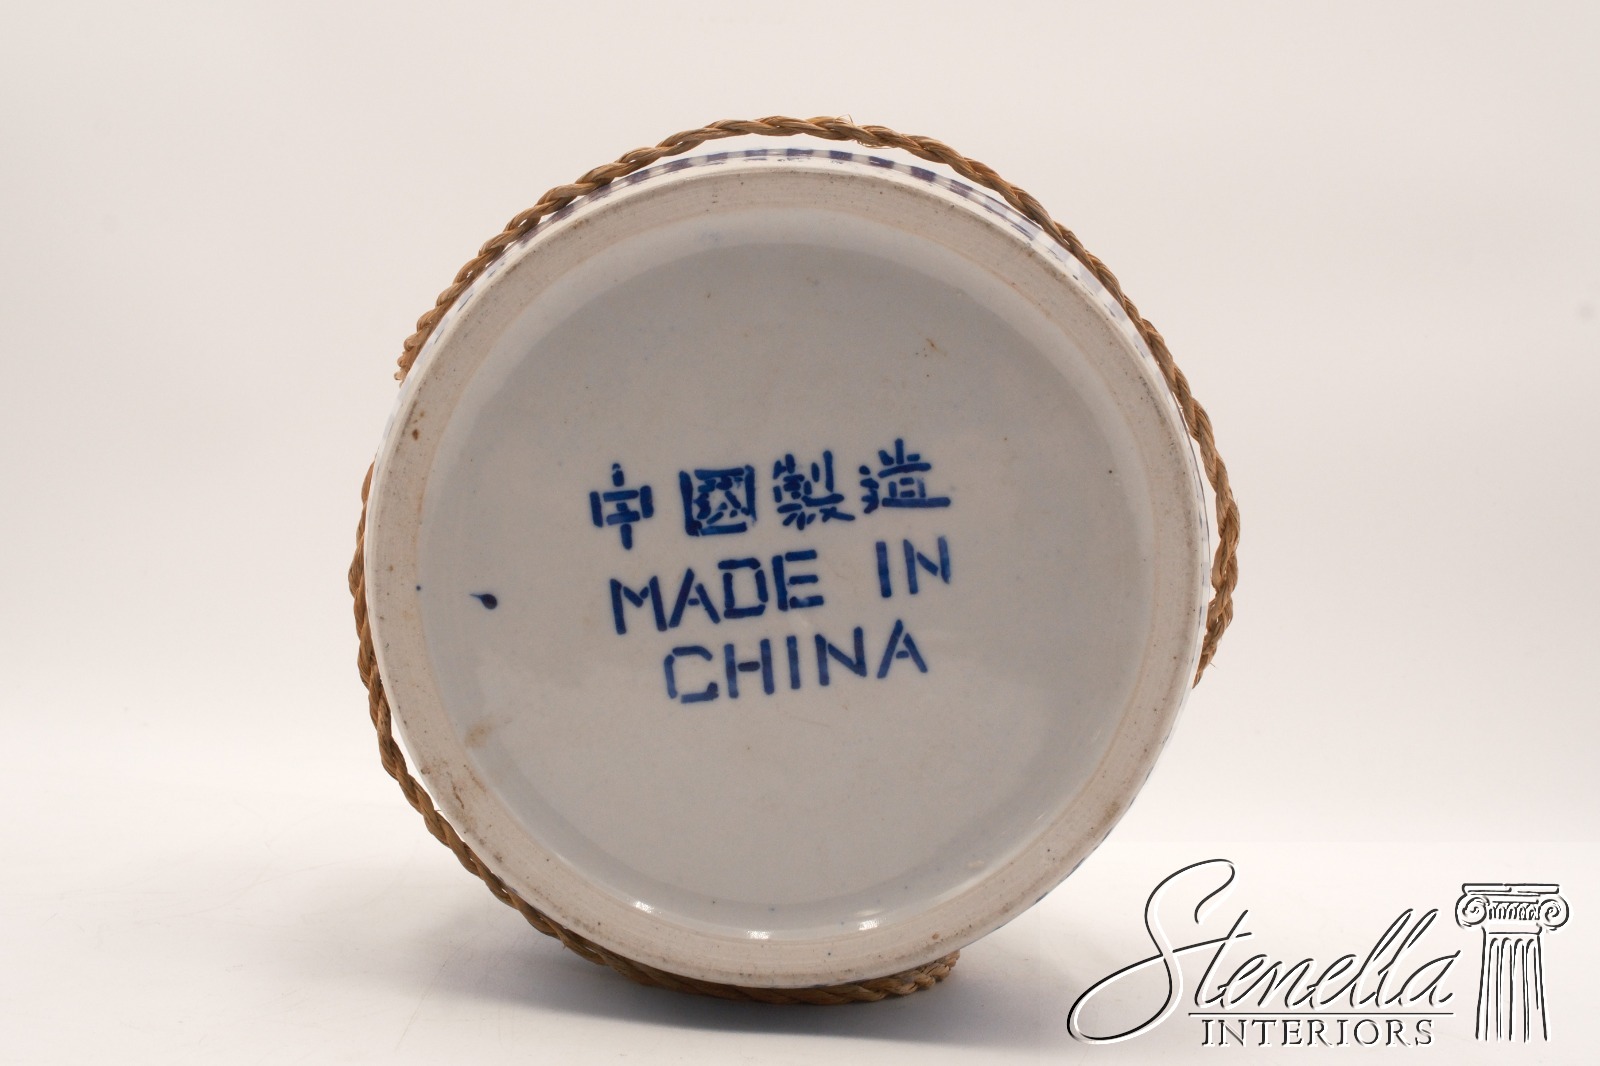 中國製造
MADE IN
CHINA
Stenella
INTERIORS